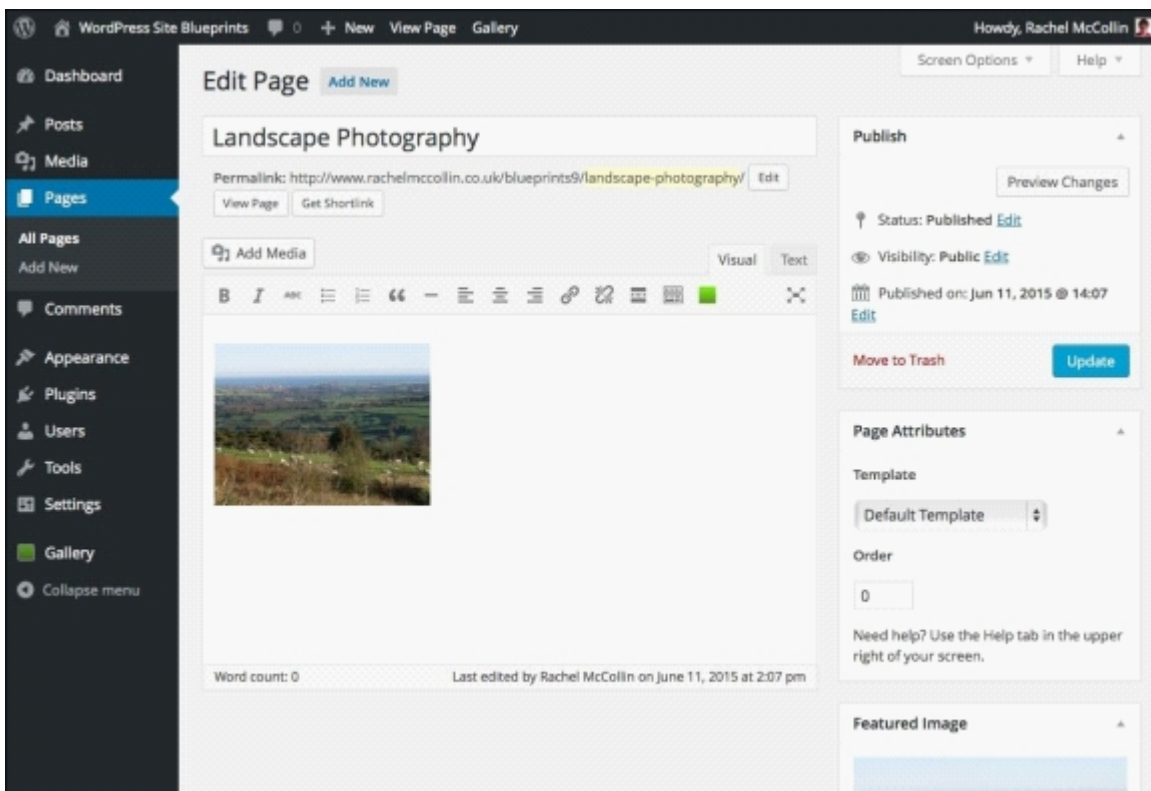 WordPress Site Blueprints 0 + New View Page Gallery Howdy, Rachel McCollin
Dashboard
Posts
Media
Pages
All Pages
Add New
Comments
Appearance
Plugins
Users
Tools
Settings
Gallery
Collapse menu
Screen Options Help
Edit Page Add New
Landscape Photography
Permalink: http://www.rachelmccollin.co.uk/blueprints9/landscape-photography/ Edit
View Page Get Shortlink
Add Media
Visual Text
B I ABC
Word count: 0 Last edited by Rachel McCollin on June 11, 2015 at 2:07 pm
Publish
Preview Changes
Status: Published Edit
Visibility: Public Edit
Published on: Jun 11, 2015 @ 14:07
Edit
Move to Trash Update
Page Attributes
Template
Default Template
Order
0
Need help? Use the Help tab in the upper
right of your screen.
Featured Image